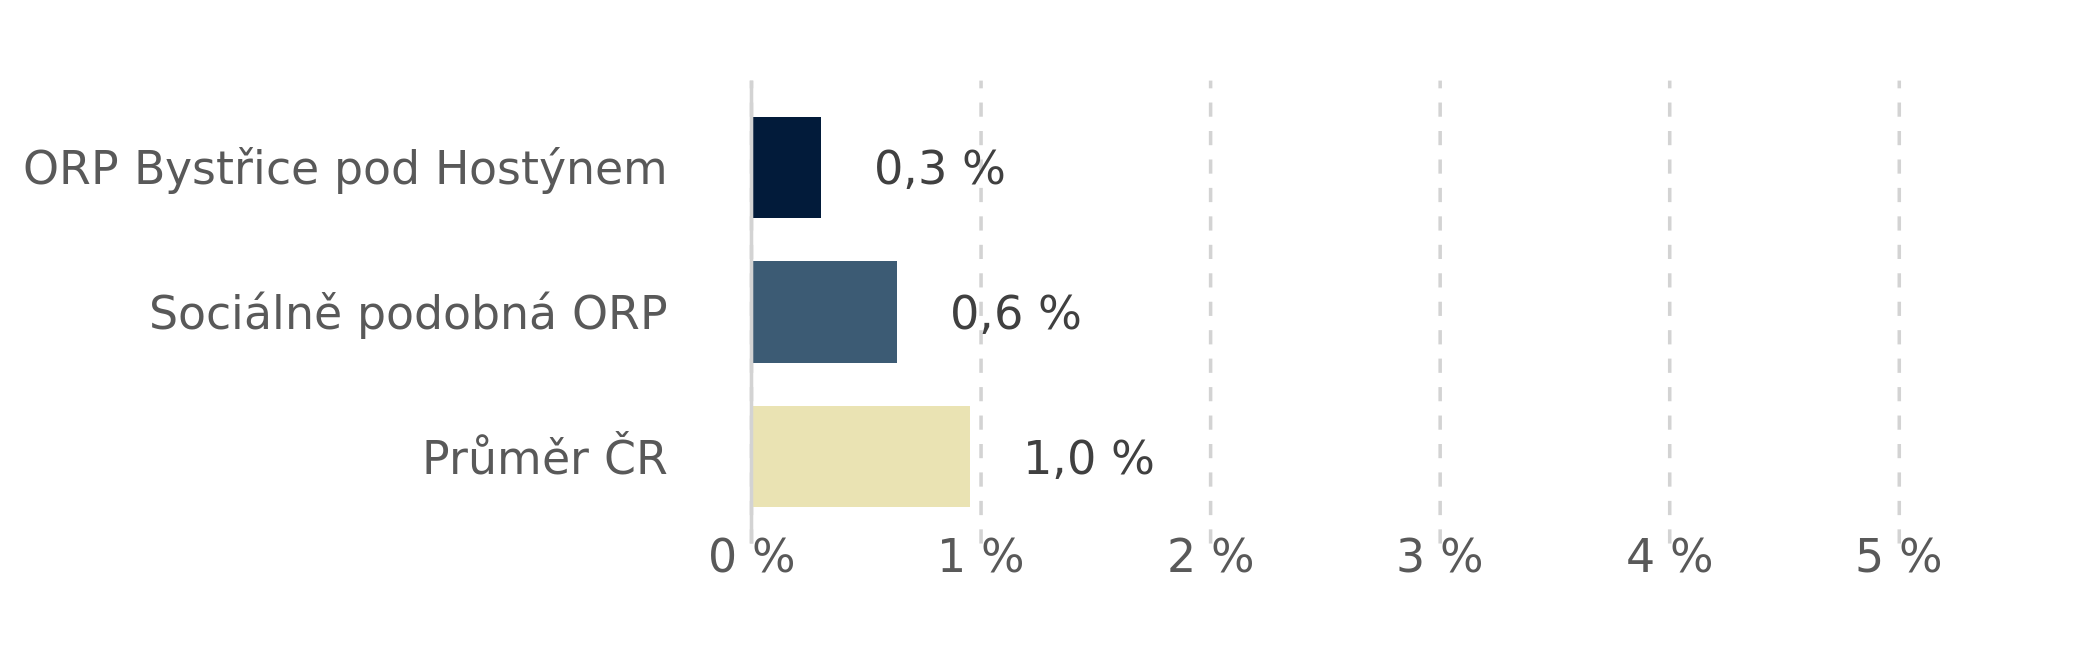 ORP Bystřice pod Hostýnem 0,3 %
Sociálně podobná ORP 0,6 %
Průměr ČR 1,0 %
0 % 1 % 2 % 3 % 4 % 5 %